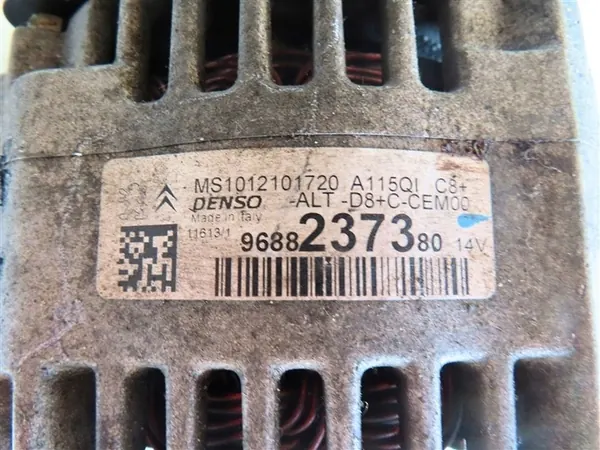 MS1012101720 A115QI C8+
DENSO -ALT -D8+C-CEM00
Made in Italy
11613/1
9688237380 14V